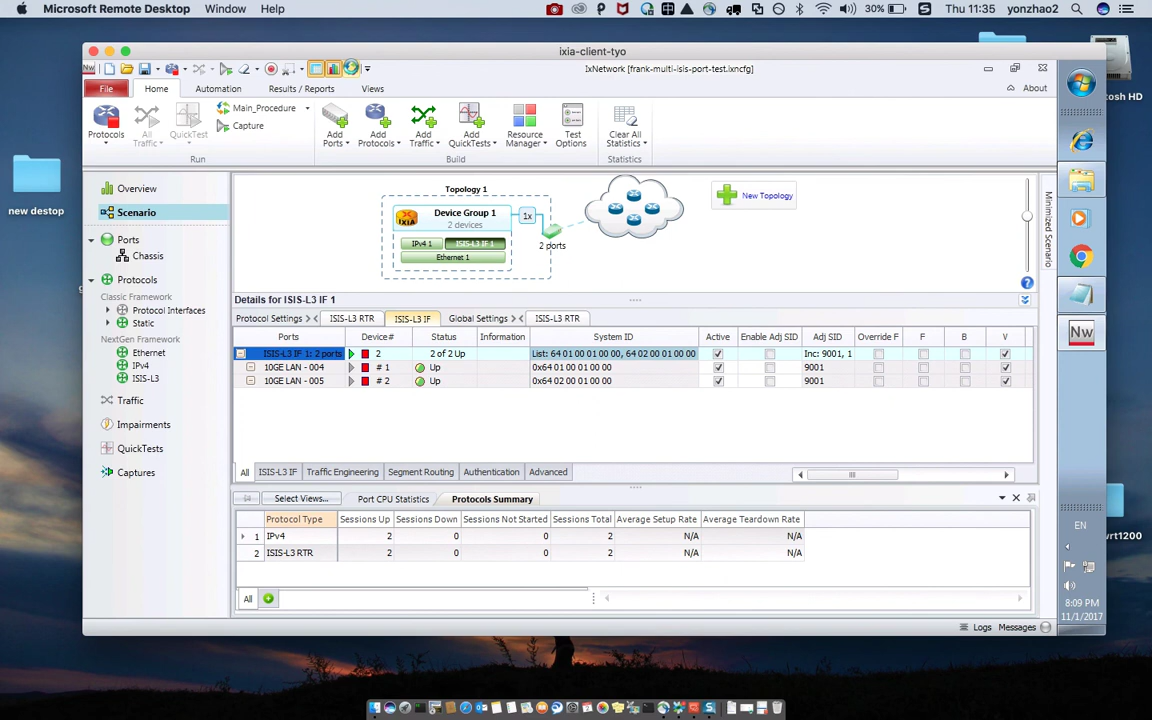 Microsoft Remote Desktop Window Help
30% Thu 11:35 yonzhao2
ixia-client-tyo
IxNetwork [frank-multi-isis-port-test.ixncfg]
File Home Automation Results / Reports Views About
Protocols
All Traffic
QuickTest
Main_Procedure
Capture
Run
Add Ports
Add Protocols
Add Traffic
Add QuickTests
Resource Manager
Test Options
Build
Clear All Statistics
Statistics
new destop
tosh HD
Overview
Scenario
Ports
Chassis
Protocols
Classic Framework
Protocol Interfaces
Static
NextGen Framework
Ethernet
IPv4
ISIS-L3
Traffic
Impairments
QuickTests
Captures
Topology 1
Device Group 1
2 devices
1x
IPv4 1 ISIS-L3 IF 1
Ethernet 1
2 ports
New Topology
Minimized Scenario
Details for ISIS-L3 IF 1
Protocol Settings ISIS-L3 RTR ISIS-L3 IF Global Settings ISIS-L3 RTR
Ports Device# Status Information System ID Active Enable Adj SID Adj SID Override F F B V
ISIS-L3 IF 1: 2 ports 2 2 of 2 Up List: 64 01 00 01 00 00, 64 02 00 01 00 00 Inc: 9001, 1
10GE LAN - 004 # 1 Up 0x64 01 00 01 00 00 9001
10GE LAN - 005 # 2 Up 0x64 02 00 01 00 00 9001
All ISIS-L3 IF Traffic Engineering Segment Routing Authentication Advanced
Select Views... Port CPU Statistics Protocols Summary
Protocol Type Sessions Up Sessions Down Sessions Not Started Sessions Total Average Setup Rate Average Teardown Rate
1 IPv4 2 0 0 2 N/A N/A
2 ISIS-L3 RTR 2 0 0 2 N/A N/A
All
Logs Messages
Nw
EN
8:09 PM
11/1/2017
wrt1200